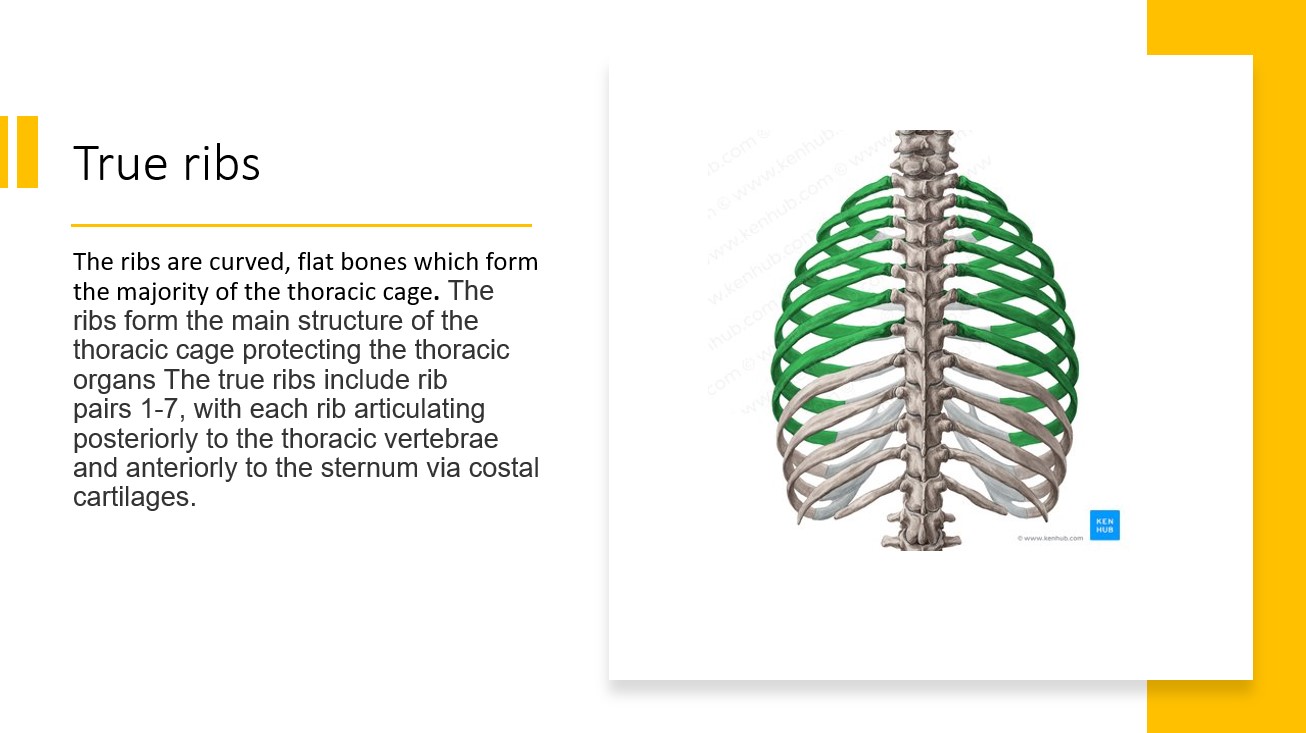 True ribs
The ribs are curved, flat bones which form
the majority of the thoracic cage. The
ribs form the main structure of the
thoracic cage protecting the thoracic
organs The true ribs include rib
pairs 1-7, with each rib articulating
posteriorly to the thoracic vertebrae
and anteriorly to the sternum via costal
cartilages.
© www.kenhub.com
KEN
HUB